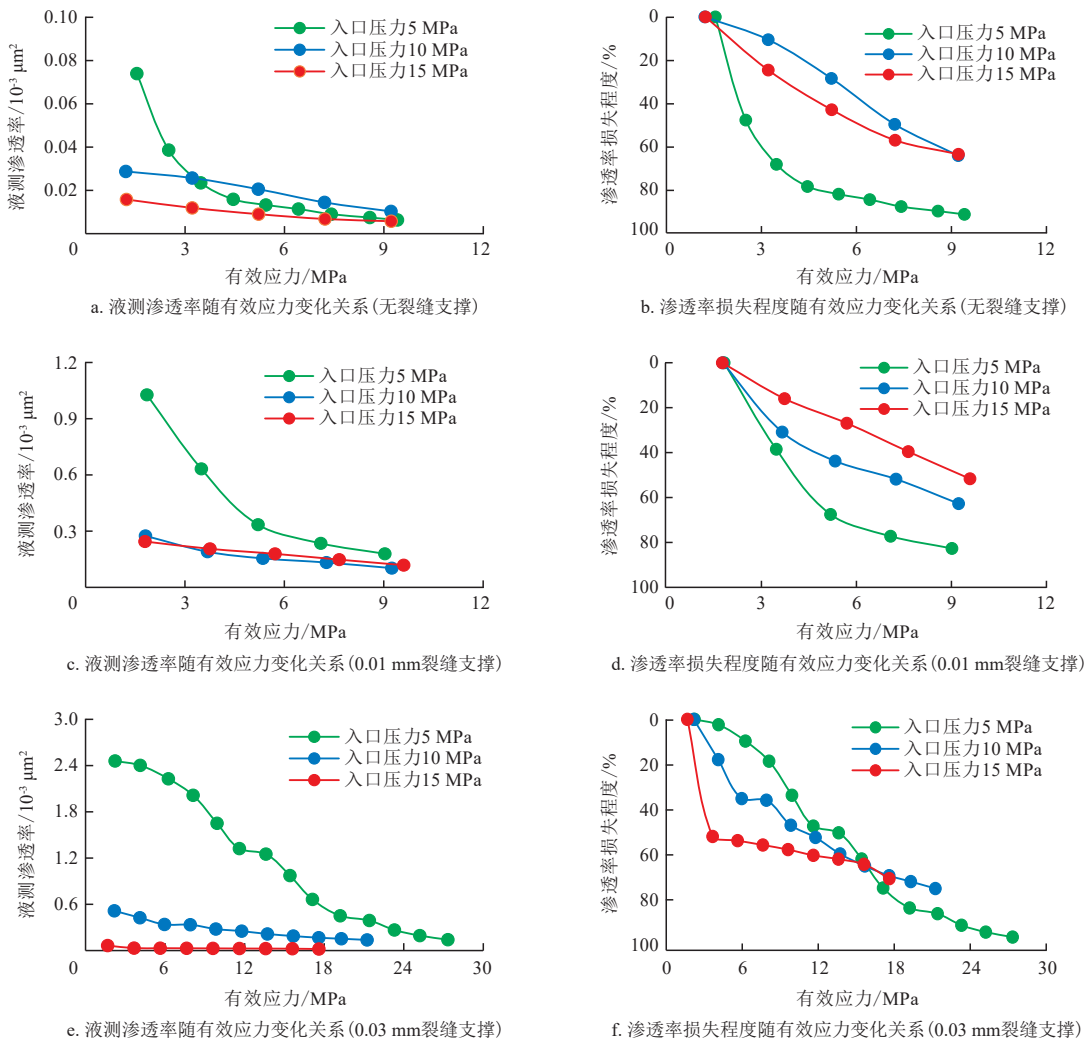 液测渗透率/10⁻³ μm²
0.10
0.08
0.06
0.04
0.02
0
3
6
9
12
入口压力5 MPa
入口压力10 MPa
入口压力15 MPa
有效应力/MPa
a. 液测渗透率随有效应力变化关系(无裂缝支撑)
渗透率损失程度/%
0
20
40
60
80
100
0
3
6
9
12
入口压力5 MPa
入口压力10 MPa
入口压力15 MPa
有效应力/MPa
b. 渗透率损失程度随有效应力变化关系(无裂缝支撑)
液测渗透率/10⁻³ μm²
1.2
0.9
0.6
0.3
0
3
6
9
12
入口压力5 MPa
入口压力10 MPa
入口压力15 MPa
有效应力/MPa
c. 液测渗透率随有效应力变化关系(0.01 mm裂缝支撑)
渗透率损失程度/%
0
20
40
60
80
100
0
3
6
9
12
入口压力5 MPa
入口压力10 MPa
入口压力15 MPa
有效应力/MPa
d. 渗透率损失程度随有效应力变化关系(0.01 mm裂缝支撑)
液测渗透率/10⁻³ μm²
3.0
2.4
1.8
1.2
0.6
0
6
12
18
24
30
入口压力5 MPa
入口压力10 MPa
入口压力15 MPa
有效应力/MPa
e. 液测渗透率随有效应力变化关系(0.03 mm裂缝支撑)
渗透率损失程度/%
0
20
40
60
80
100
0
6
12
18
24
30
入口压力5 MPa
入口压力10 MPa
入口压力15 MPa
有效应力/MPa
f. 渗透率损失程度随有效应力变化关系(0.03 mm裂缝支撑)